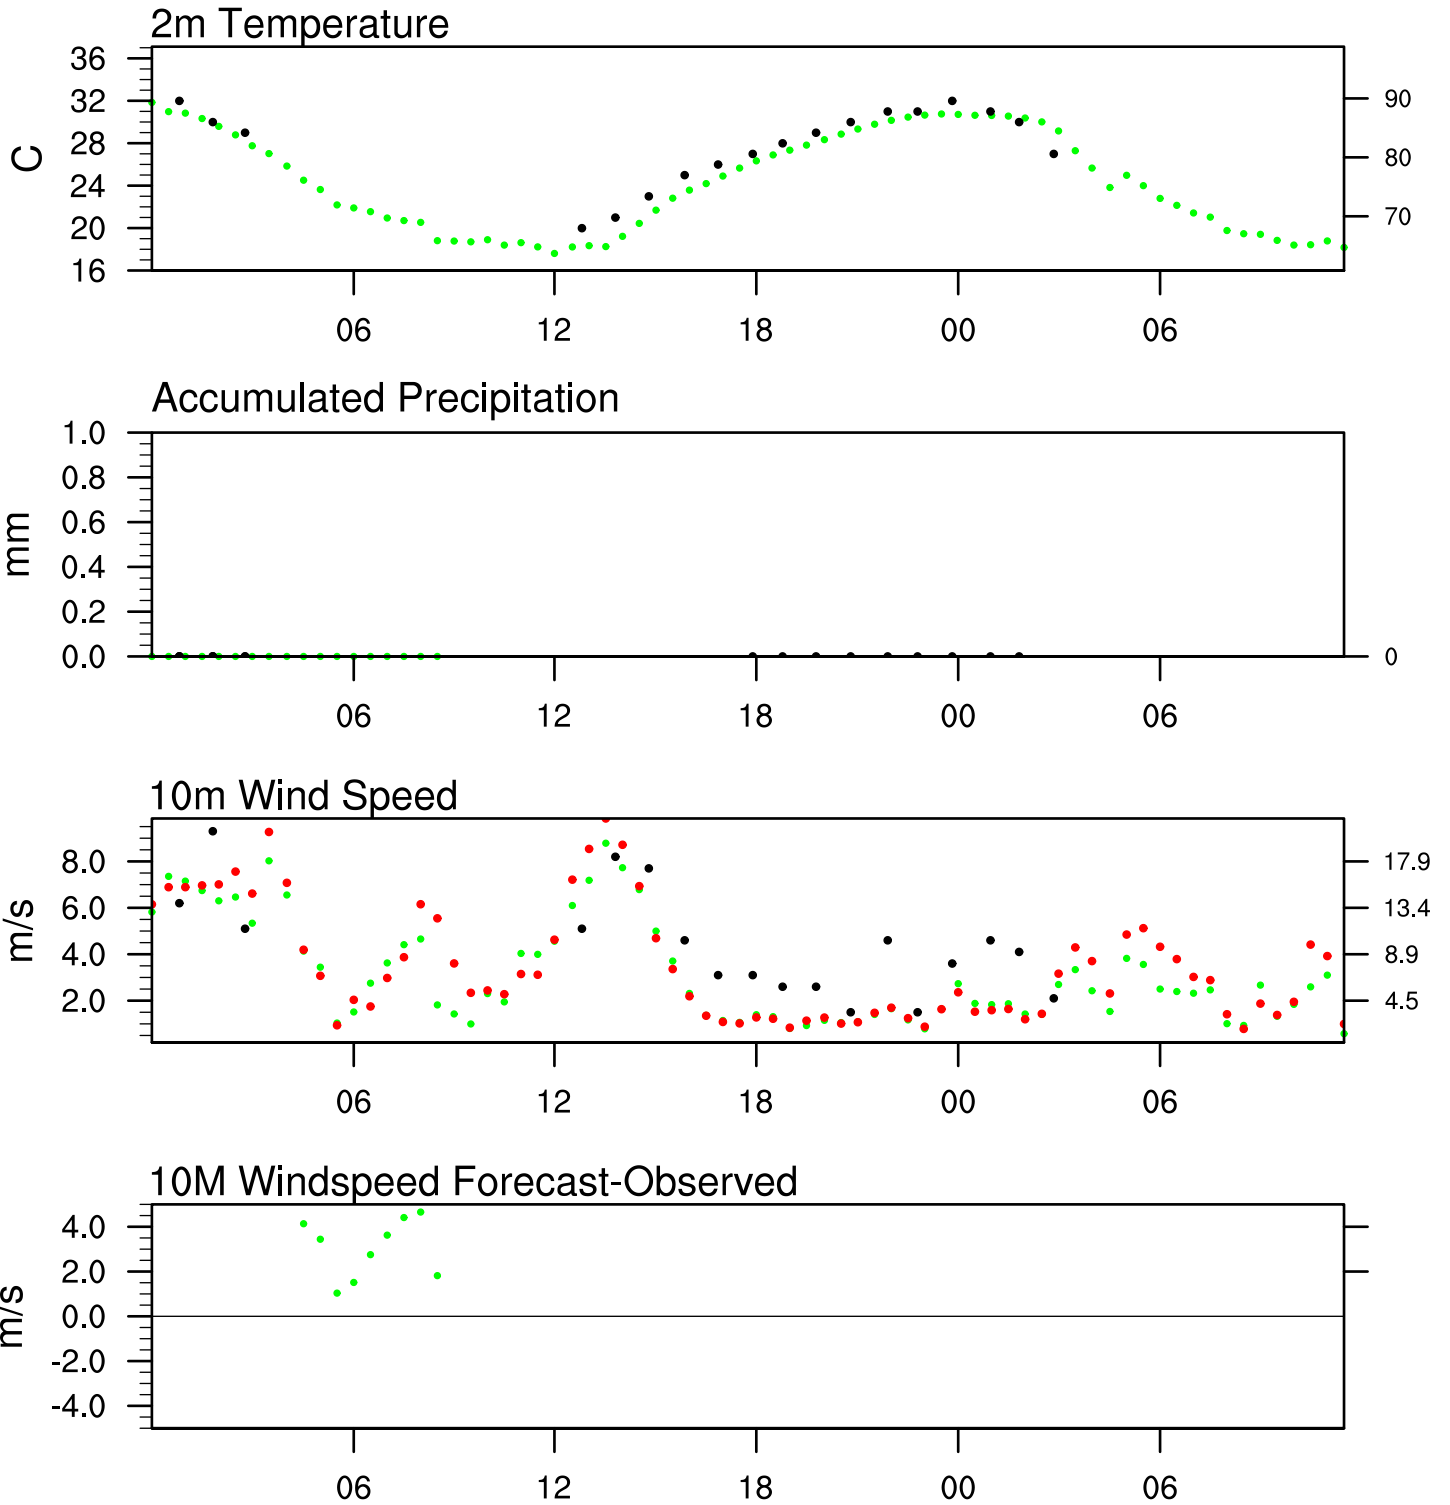 2m Temperature
36
32
28
24
20
16
C
90
80
70
06 12 18 00 06
Accumulated Precipitation
1.0
0.8
0.6
0.4
0.2
0.0
mm
0
06 12 18 00 06
10m Wind Speed
8.0
6.0
4.0
2.0
m/s
17.9
13.4
8.9
4.5
06 12 18 00 06
10M Windspeed Forecast-Observed
4.0
2.0
0.0
-2.0
-4.0
m/s
06 12 18 00 06